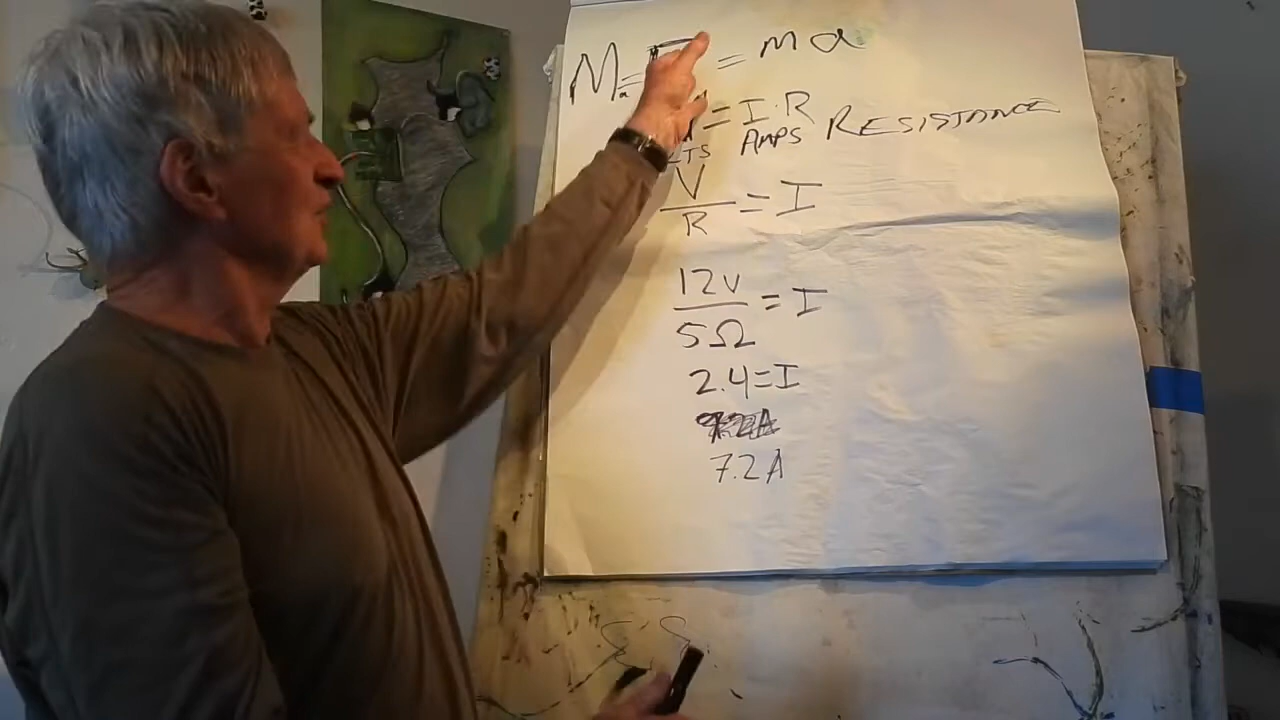 = ma
= I·R
AMPS RESISTANCE
V/R = I
12V/5Ω = I
2.4=I
7.2A